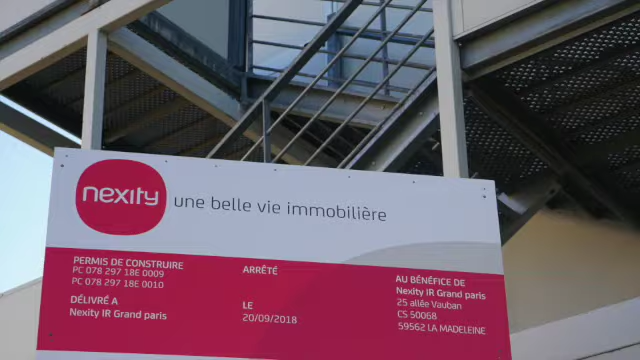 nexity
une belle vie immobilière
PERMIS DE CONSTRUIRE
PC 078 297 18E 0009
PC 078 297 18E 0010
DÉLIVRÉ A
Nexity IR Grand paris
ARRÊTÉ
LE
20/09/2018
AU BÉNÉFICE DE
Nexity IR Grand paris
25 allée Vauban
CS 50068
59562 LA MADELEINE